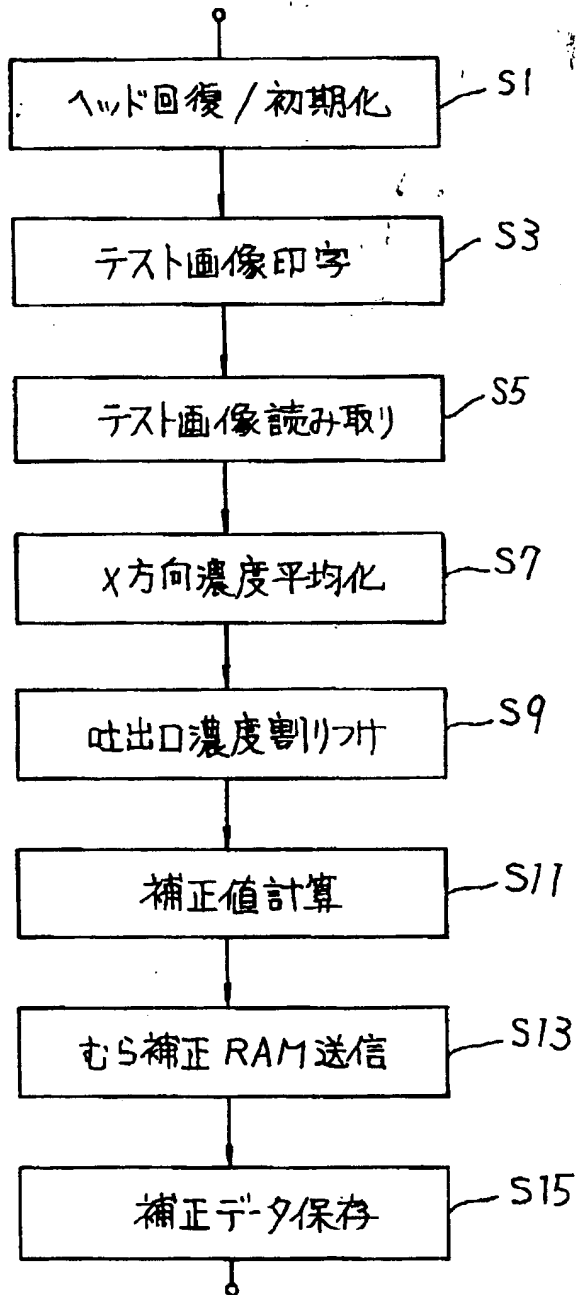 ヘッド回復/初期化 S1
テスト画像印字 S3
テスト画像読み取り S5
X方向濃度平均化 S7
吐出口濃度割りつけ S9
補正値計算 S11
むら補正RAM送信 S13
補正データ保存 S15